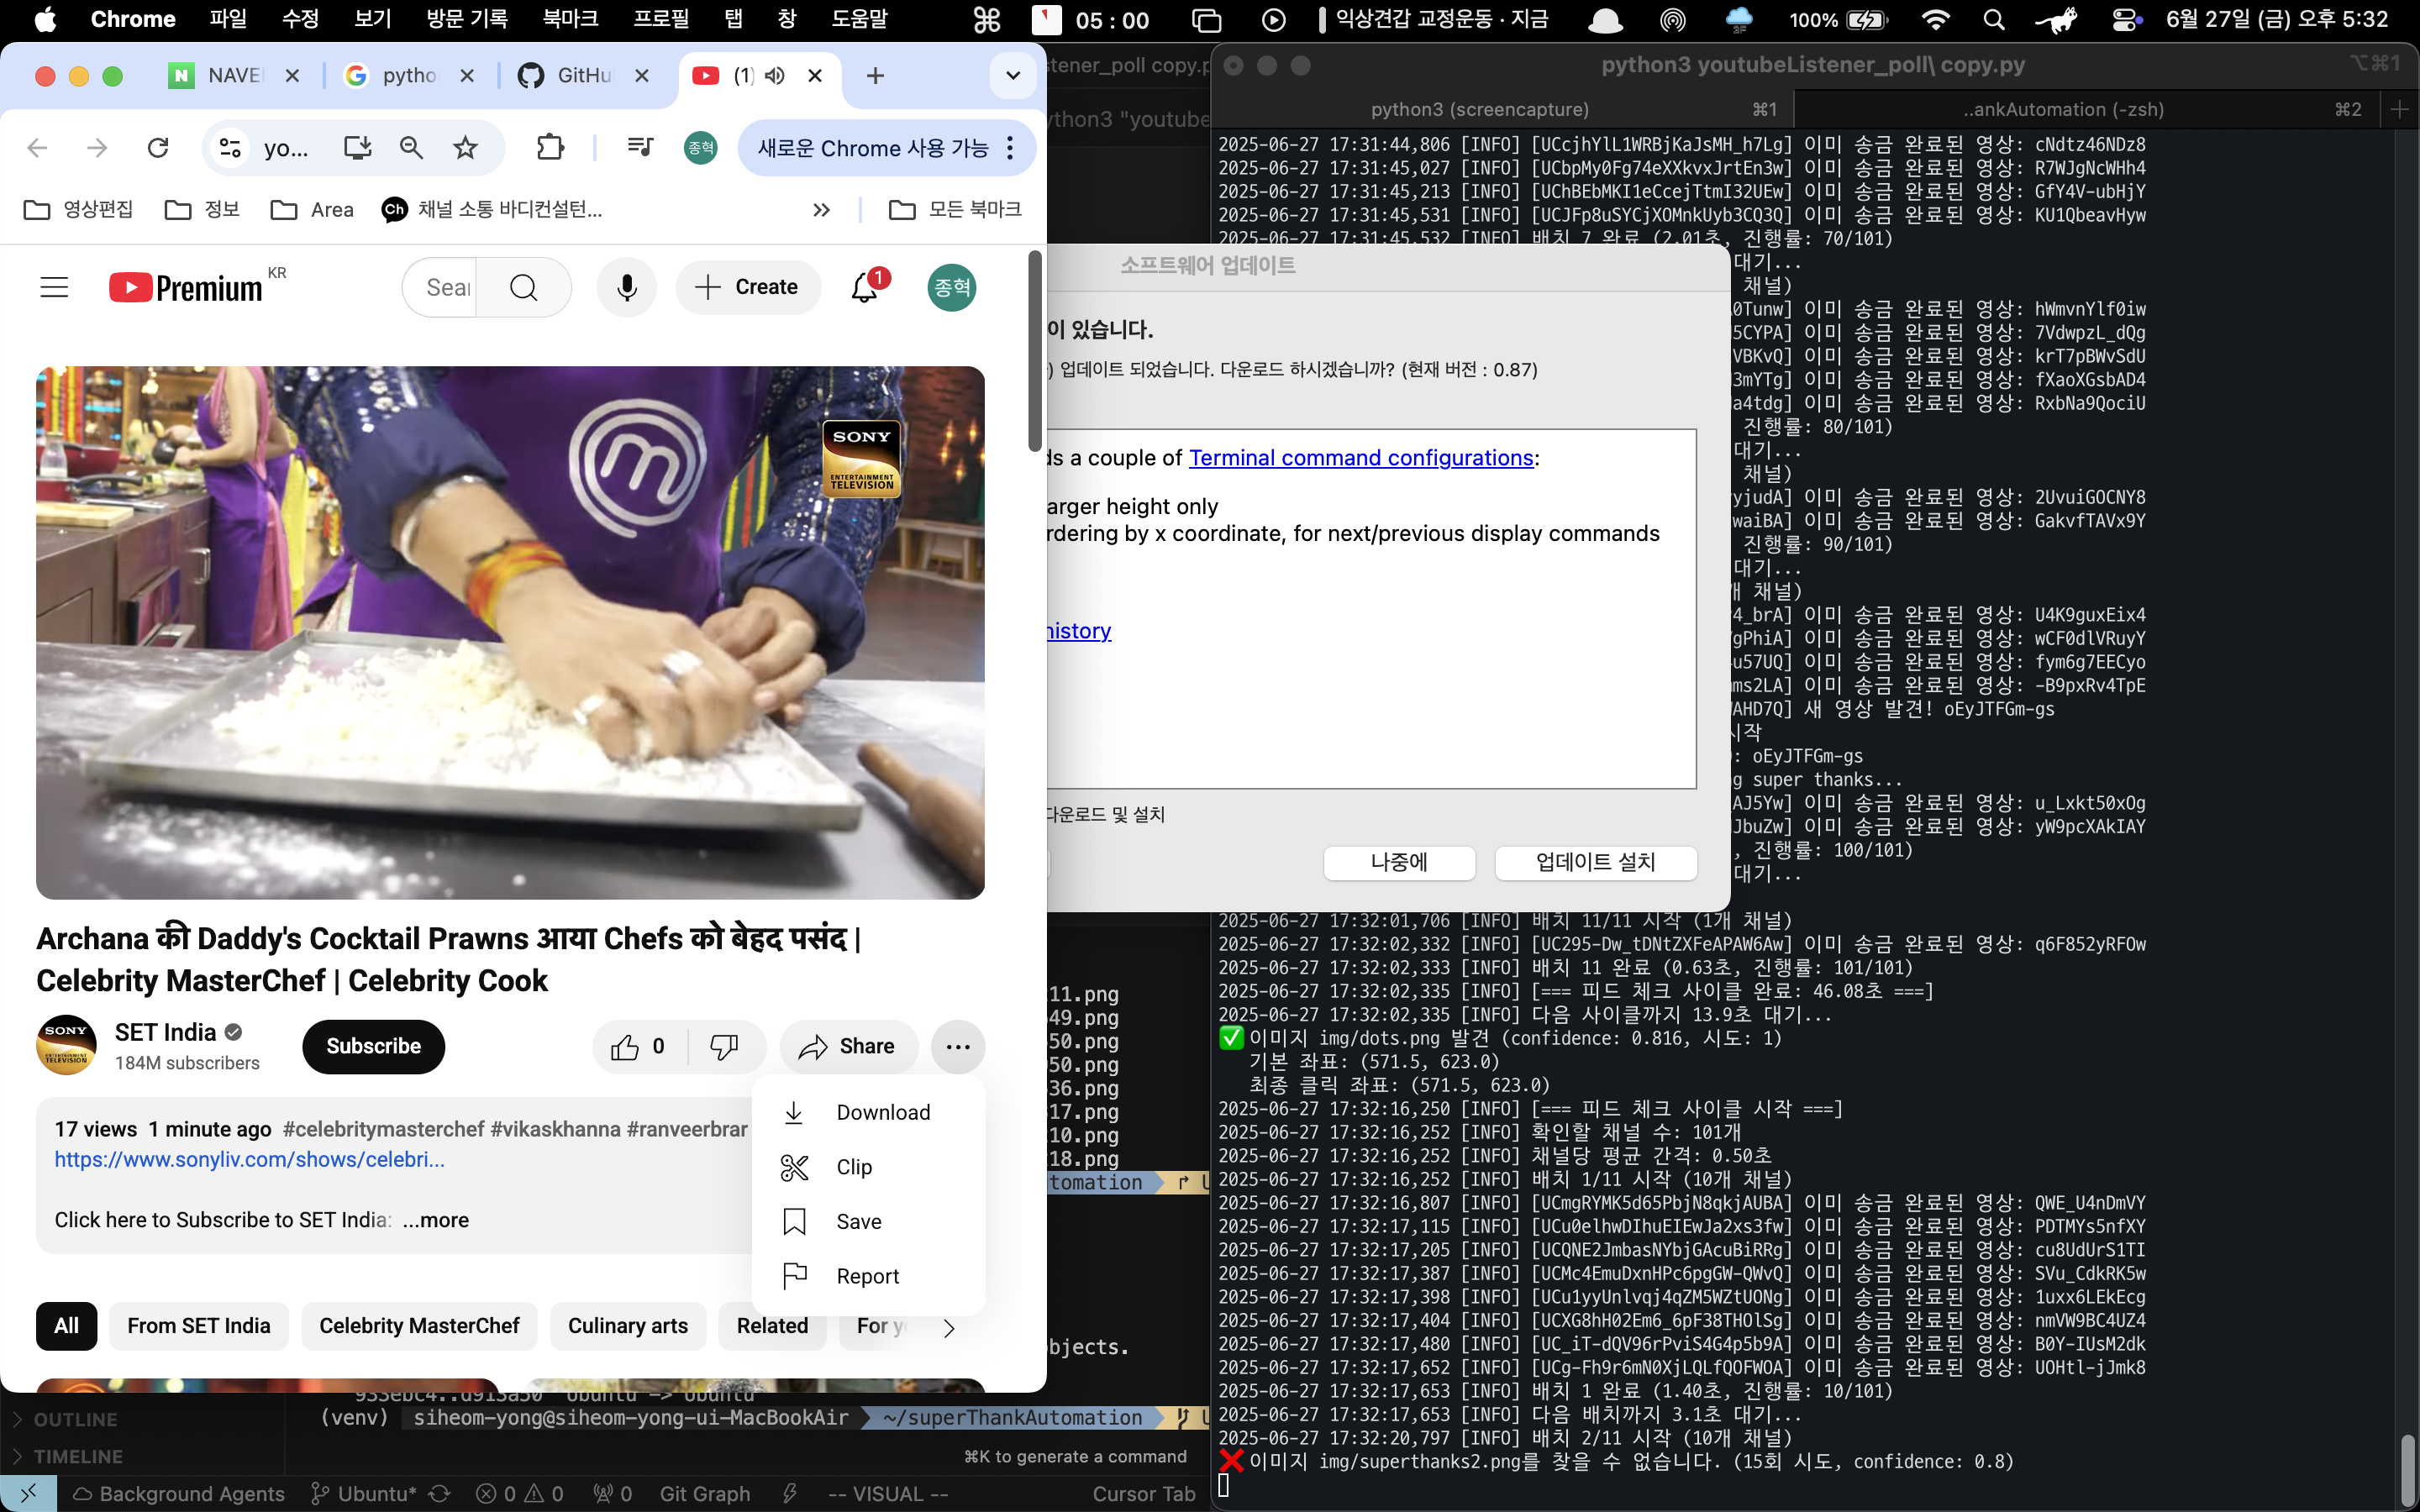 Chrome 파일 수정 보기 방문 기록 북마크 프로필 탭 창 도움말 05 : 00 익상견갑 교정운동 · 지금 100% 6월 27일 (금) 오후 5:32
NAVE pytho GitHu (1)
yo... 종혁 새로운 Chrome 사용 가능
영상편집 정보 Area Ch 채널 소통 바디컨설턴... 모든 북마크
Premium KR
Sear Create 1 종혁
SONY
ENTERTAINMENT
TELEVISION
Archana की Daddy's Cocktail Prawns आया Chefs को बेहद पसंद |
Celebrity MasterChef | Celebrity Cook
SONY
SET India
184M subscribers
Subscribe 0 Share
Download
Clip
Save
Report
17 views 1 minute ago #celebritymasterchef #vikaskhanna #ranveerbrar
https://www.sonyliv.com/shows/celebri...
Click here to Subscribe to SET India: ...more
All From SET India Celebrity MasterChef Culinary arts Related For y
stener_poll copy.p
ython3 "youtube
소프트웨어 업데이트
이 있습니다.
) 업데이트 되었습니다. 다운로드 하시겠습니까? (현재 버전 : 0.87)
ds a couple of Terminal command configurations:
arger height only
rdering by x coordinate, for next/previous display commands
history
다운로드 및 설치
나중에 업데이트 설치
11.png
49.png
50.png
50.png
36.png
17.png
10.png
18.png
tomation
bjects.
933ebc4..d913a50 Ubuntu -> Ubuntu
(venv) siheom-yong@siheom-yong-ui-MacBookAir ~/superThankAutomation
⌘K to generate a command
OUTLINE
TIMELINE
Background Agents Ubuntu* 0 0 0 Git Graph -- VISUAL -- Cursor Tab
python3 youtubeListener_poll\ copy.py ⌥⌘1
python3 (screencapture) ⌘1 ..ankAutomation (-zsh) ⌘2
2025-06-27 17:31:44,806 [INFO] [UCcjhYlL1WRBjKaJsMH_h7Lg] 이미 송금 완료된 영상: cNdtz46NDz8
2025-06-27 17:31:45,027 [INFO] [UCbpMy0Fg74eXXkvxJrtEn3w] 이미 송금 완료된 영상: R7WJgNcWHh4
2025-06-27 17:31:45,213 [INFO] [UChBEbMKI1eCcejTtmI32UEw] 이미 송금 완료된 영상: GfY4V-ubHjY
2025-06-27 17:31:45,531 [INFO] [UCJFp8uSYCjXOMnkUyb3CQ3Q] 이미 송금 완료된 영상: KU1QbeavHyw
2025-06-27 17:31:45,532 [INFO] 배치 7 완료 (2.01초, 진행률: 70/101)
대기...
채널)
0Tunw] 이미 송금 완료된 영상: hWmvnYlf0iw
5CYPA] 이미 송금 완료된 영상: 7VdwpzL_dQg
VBKvQ] 이미 송금 완료된 영상: krT7pBWvSdU
3mYTg] 이미 송금 완료된 영상: fXaoXGsbAD4
a4tdg] 이미 송금 완료된 영상: RxbNa9QociU
진행률: 80/101)
대기...
채널)
yjudA] 이미 송금 완료된 영상: 2UvuiGOCNY8
waiBA] 이미 송금 완료된 영상: GakvfTAVx9Y
진행률: 90/101)
대기...
개 채널)
4_brA] 이미 송금 완료된 영상: U4K9guxEix4
gPhiA] 이미 송금 완료된 영상: wCF0dlVRuyY
u57UQ] 이미 송금 완료된 영상: fym6g7EECyo
ms2LA] 이미 송금 완료된 영상: -B9pxRv4TpE
AHD7Q] 새 영상 발견! oEyJTFGm-gs
시작
: oEyJTFGm-gs
g super thanks...
AJ5Yw] 이미 송금 완료된 영상: u_Lxkt50xOg
JbuZw] 이미 송금 완료된 영상: yW9pcXAkIAY
, 진행률: 100/101)
대기...
2025-06-27 17:32:01,706 [INFO] 배치 11/11 시작 (1개 채널)
2025-06-27 17:32:02,332 [INFO] [UC295-Dw_tDNtZXFeAPAW6Aw] 이미 송금 완료된 영상: q6F852yRFOw
2025-06-27 17:32:02,333 [INFO] 배치 11 완료 (0.63초, 진행률: 101/101)
2025-06-27 17:32:02,335 [INFO] [=== 피드 체크 사이클 완료: 46.08초 ===]
2025-06-27 17:32:02,335 [INFO] 다음 사이클까지 13.9초 대기...
✅ 이미지 img/dots.png 발견 (confidence: 0.816, 시도: 1)
기본 좌표: (571.5, 623.0)
최종 클릭 좌표: (571.5, 623.0)
2025-06-27 17:32:16,250 [INFO] [=== 피드 체크 사이클 시작 ===]
2025-06-27 17:32:16,252 [INFO] 확인할 채널 수: 101개
2025-06-27 17:32:16,252 [INFO] 채널당 평균 간격: 0.50초
2025-06-27 17:32:16,252 [INFO] 배치 1/11 시작 (10개 채널)
2025-06-27 17:32:16,807 [INFO] [UCmgRYMK5d65PbjN8qkjAUBA] 이미 송금 완료된 영상: QWE_U4nDmVY
2025-06-27 17:32:17,115 [INFO] [UCu0elhwDIhuEIEwJa2xs3fw] 이미 송금 완료된 영상: PDTMYs5nfXY
2025-06-27 17:32:17,205 [INFO] [UCQNE2JmbasNYbjGAcuBiRRg] 이미 송금 완료된 영상: cu8UdUrS1TI
2025-06-27 17:32:17,387 [INFO] [UCMc4EmuDxnHPc6pgGW-QWvQ] 이미 송금 완료된 영상: SVu_CdkRK5w
2025-06-27 17:32:17,398 [INFO] [UCu1yyUnlvqj4qZM5WZtUONg] 이미 송금 완료된 영상: 1uxx6LEkEcg
2025-06-27 17:32:17,404 [INFO] [UCXG8hH02Em6_6pF38THOlSg] 이미 송금 완료된 영상: nmVW9BC4UZ4
2025-06-27 17:32:17,480 [INFO] [UC_iT-dQV96rPviS4G4p5b9A] 이미 송금 완료된 영상: B0Y-IUsM2dk
2025-06-27 17:32:17,652 [INFO] [UCg-Fh9r6mN0XjLQLfQOFWOA] 이미 송금 완료된 영상: UOHtl-jJmk8
2025-06-27 17:32:17,653 [INFO] 배치 1 완료 (1.40초, 진행률: 10/101)
2025-06-27 17:32:17,653 [INFO] 다음 배치까지 3.1초 대기...
2025-06-27 17:32:20,797 [INFO] 배치 2/11 시작 (10개 채널)
❌ 이미지 img/superthanks2.png를 찾을 수 없습니다. (15회 시도, confidence: 0.8)